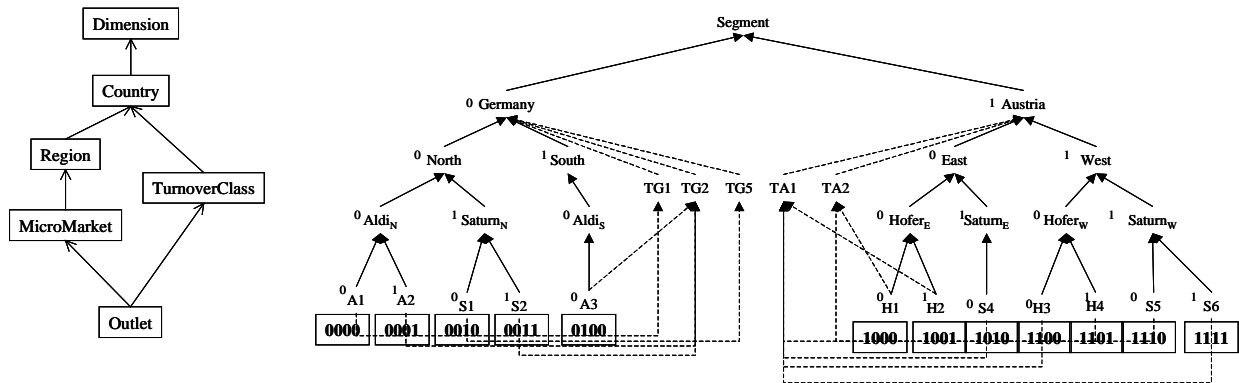 Dimension
Country
Region
TurnoverClass
MicroMarket
Outlet
Segment
0 Germany 1 Austria
0 North 1 South 0 East 1 West
TG1 TG2 TG5 TA1 TA2
0 AldiN 1 SaturnN 0 AldiS 0 HoferE 1 SaturnE 0 HoferW 1 SaturnW
0 A1 1 A2 0 S1 1 S2 0 A3 0 H1 1 H2 0 S4 0 H3 1 H4 0 S5 1 S6
0000 0001 0010 0011 0100 1000 1001 1010 1100 1101 1110 1111